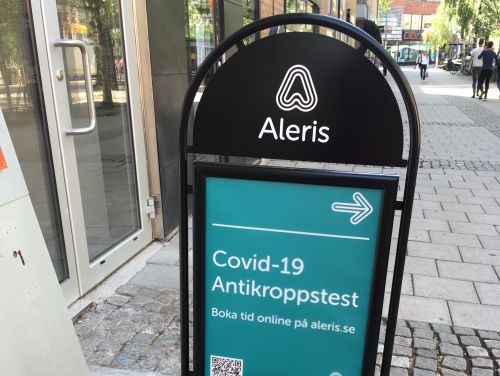 Aleris
Covid-19
Antikroppstest
Boka tid online på aleris.se